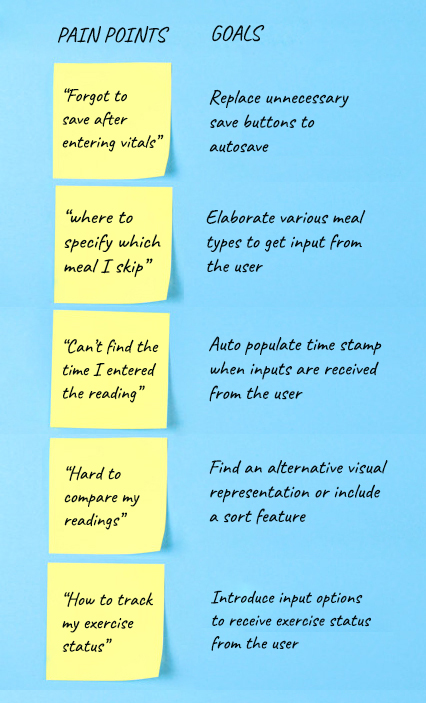 PAIN POINTS GOALS
“Forgot to
save after
entering vitals”
Replace unnecessary
save buttons to
autosave
“where to
specify which
meal I skip”
Elaborate various meal
types to get input from
the user
“Can’t find the
time I entered
the reading”
Auto populate time stamp
when inputs are received
from the user
“Hard to
compare my
readings”
Find an alternative visual
representation or include
a sort feature
“How to track
my exercise
status”
Introduce input options
to receive exercise status
from the user